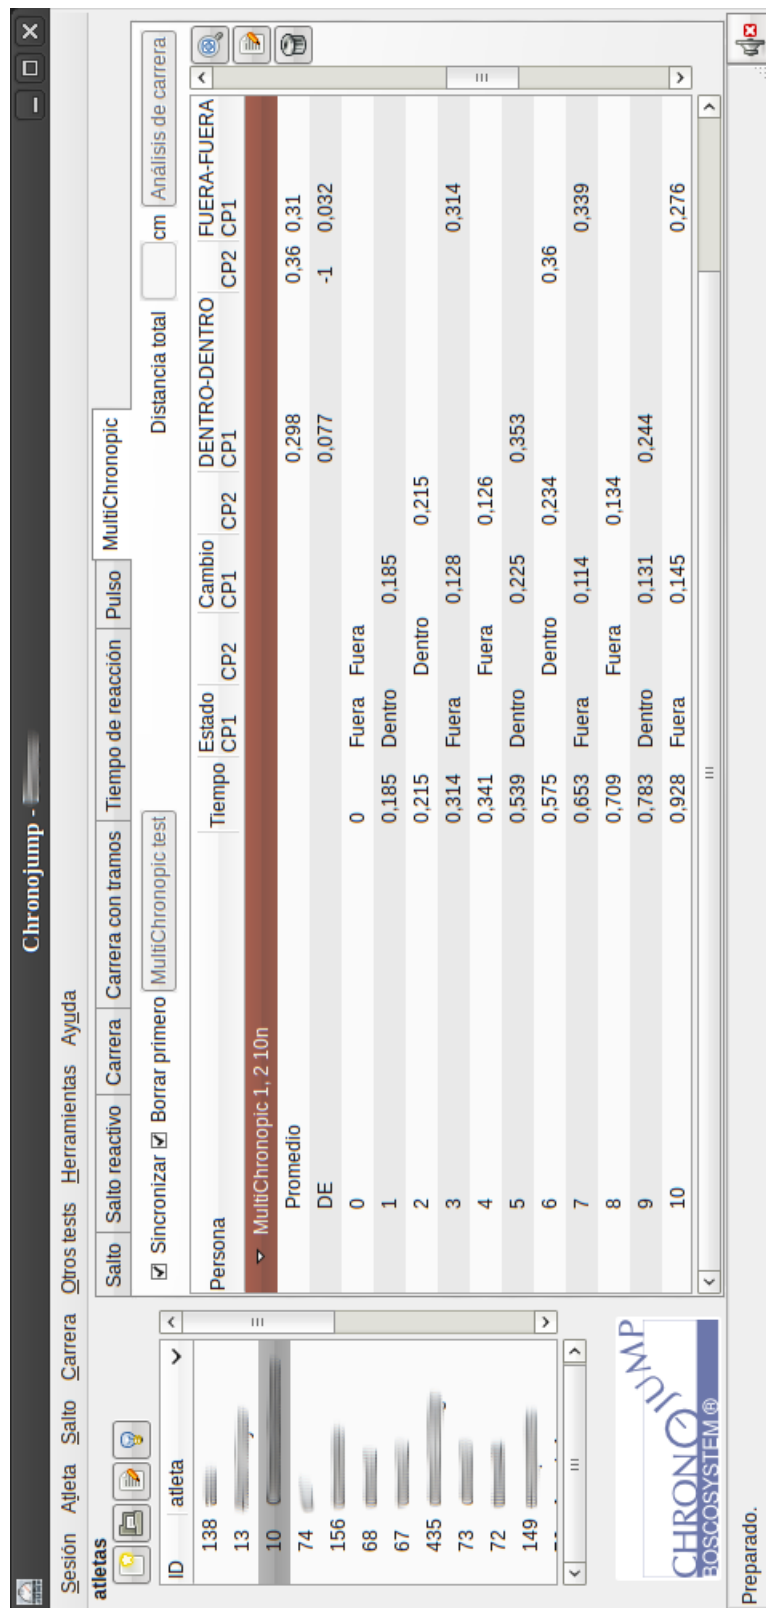 Chronojump -
Sesión Atleta Salto Carrera Otros tests Herramientas Ayuda
atletas
ID atleta
138
13
10
74
156
68
67
435
73
72
149
CHRONOJUMP
BOSCOSYSTEM ®
Salto Salto reactivo Carrera Carrera con tramos Tiempo de reacción Pulso MultiChronopic
Sincronizar Borrar primero MultiChronopic test Distancia total cm Análisis de carrera
Persona Tiempo Estado Cambio DENTRO-DENTRO FUERA-FUERA
CP1 CP2 CP1 CP2 CP1 CP2 CP1
MultiChronopic 1, 2 10n
Promedio 0,298 0,36 0,31
DE 0,077 -1 0,032
0 0 Fuera Fuera
1 0,185 Dentro 0,185
2 0,215 Dentro 0,215
3 0,314 Fuera 0,128 0,314
4 0,341 Fuera 0,126
5 0,539 Dentro 0,225 0,353
6 0,575 Dentro 0,234 0,36
7 0,653 Fuera 0,114 0,339
8 0,709 Fuera 0,134
9 0,783 Dentro 0,131 0,244
10 0,928 Fuera 0,145 0,276
Preparado.